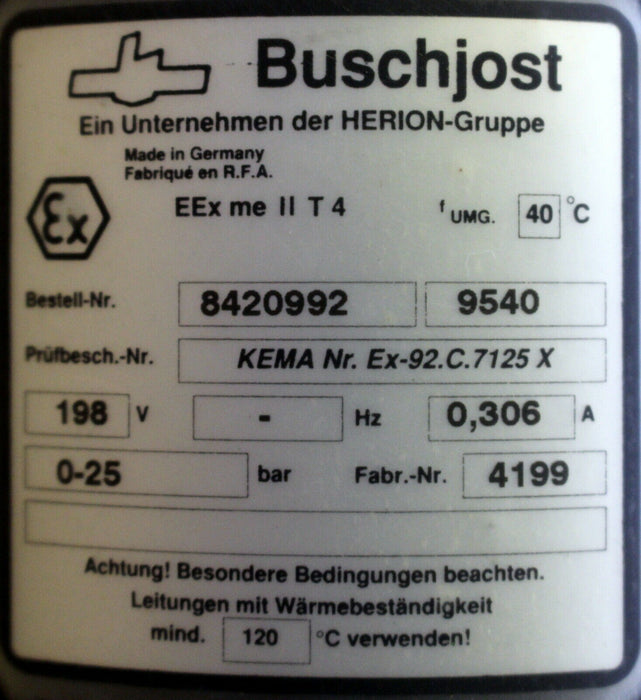 Buschjost
Ein Unternehmen der HERION-Gruppe
Made in Germany
Fabriqué en R.F.A.
Ex
EEx me II T 4 f UMG. 40 °C
Bestell-Nr. 8420992 9540
Prüfbesch.-Nr. KEMA Nr. Ex-92.C.7125 X
198 V - Hz 0,306 A
0-25 bar Fabr.-Nr. 4199
Achtung! Besondere Bedingungen beachten.
Leitungen mit Wärmebeständigkeit
mind. 120 °C verwenden!